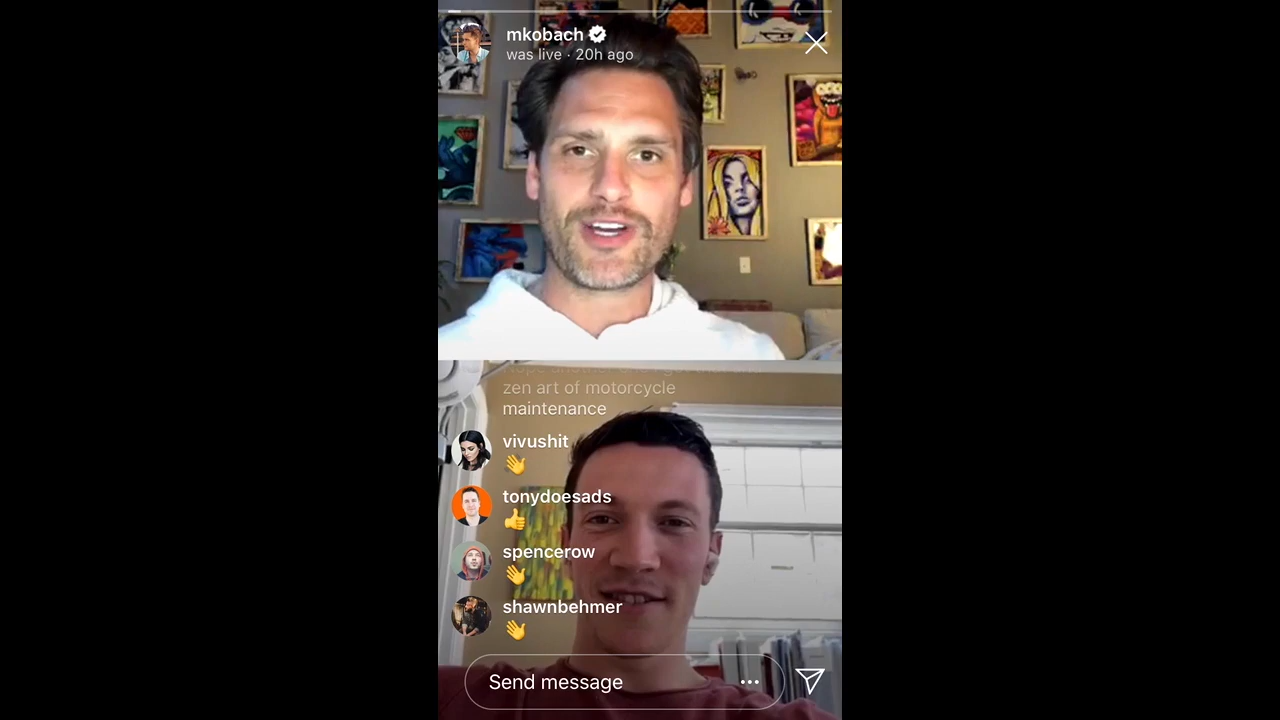 mkobach
was live · 20h ago
zen art of motorcycle
maintenance
vivushit
👋
tonydoesads
👍
spencerow
👋
shawnbehmer
👋
Send message